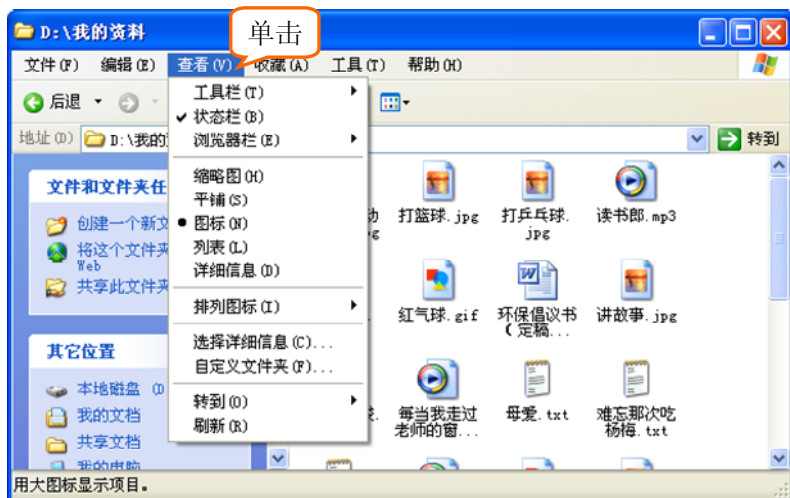 D:\我的资料
单击
文件(F) 编辑(E) 查看(V) 收藏(A) 工具(T) 帮助(H)
后退
地址(D) D:\我的
转到
工具栏(T)
状态栏(B)
浏览器栏(E)
缩略图(H)
平铺(S)
图标(N)
列表(L)
详细信息(D)
排列图标(I)
选择详细信息(C)...
自定义文件夹(F)...
转到(O)
刷新(R)
文件和文件夹任
创建一个新文
将这个文件夹
Web
共享此文件夹
其它位置
本地磁盘 (D
我的文档
共享文档
我的电脑
打篮球.jpg
打乒乓球.
jpg
读书郎.mp3
红气球.gif
环保倡议书
(定稿...
讲故事.jpg
每当我走过
老师的窗...
母爱.txt
难忘那次吃
杨梅.txt
用大图标显示项目。